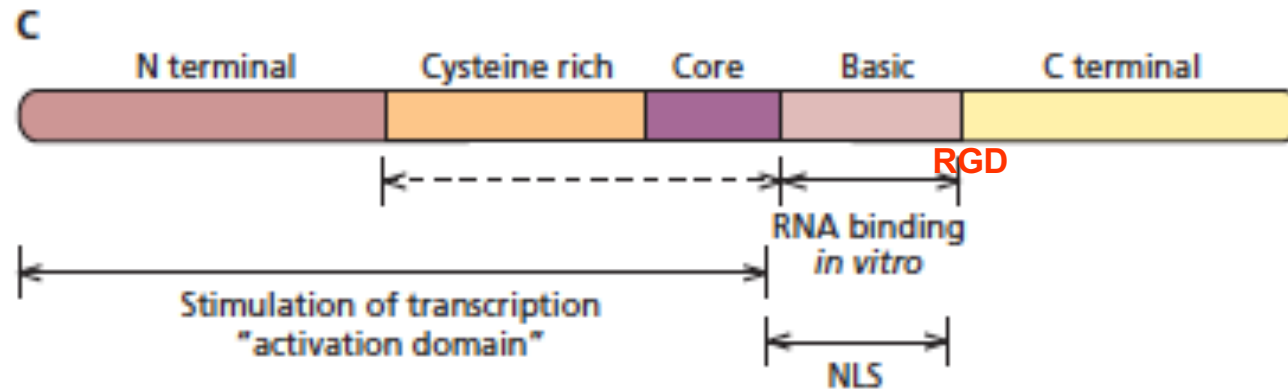 C
N terminal Cysteine rich Core Basic C terminal
RGD
RNA binding
in vitro
Stimulation of transcription
"activation domain"
NLS